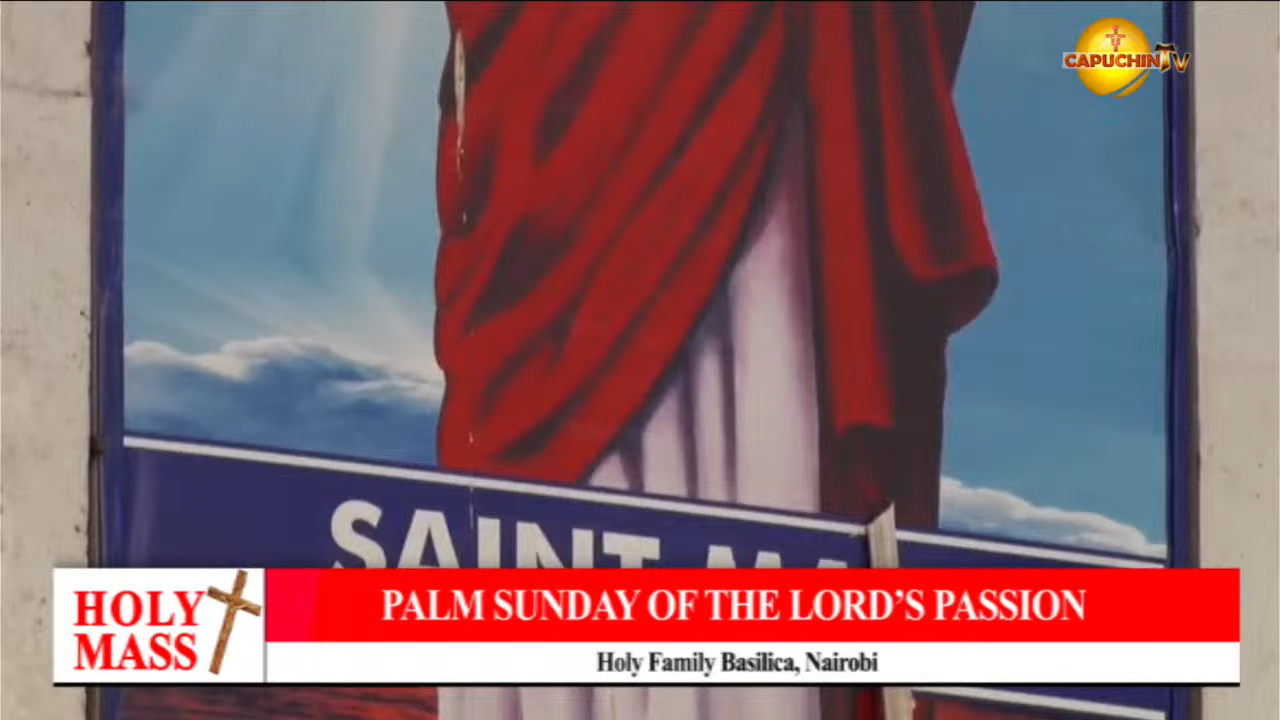 CAPUCHIN TV
SAINT
HOLY
MASS
PALM SUNDAY OF THE LORD'S PASSION
Holy Family Basilica, Nairobi